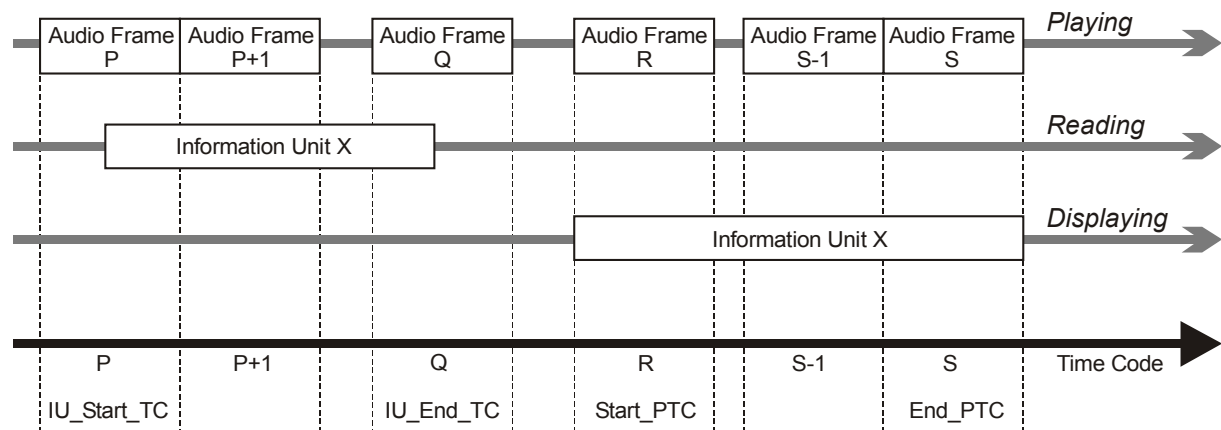 Audio Frame P
Audio Frame P+1
Audio Frame Q
Audio Frame R
Audio Frame S-1
Audio Frame S
Playing
Information Unit X
Reading
Information Unit X
Displaying
P P+1 Q R S-1 S Time Code
IU_Start_TC IU_End_TC Start_PTC End_PTC